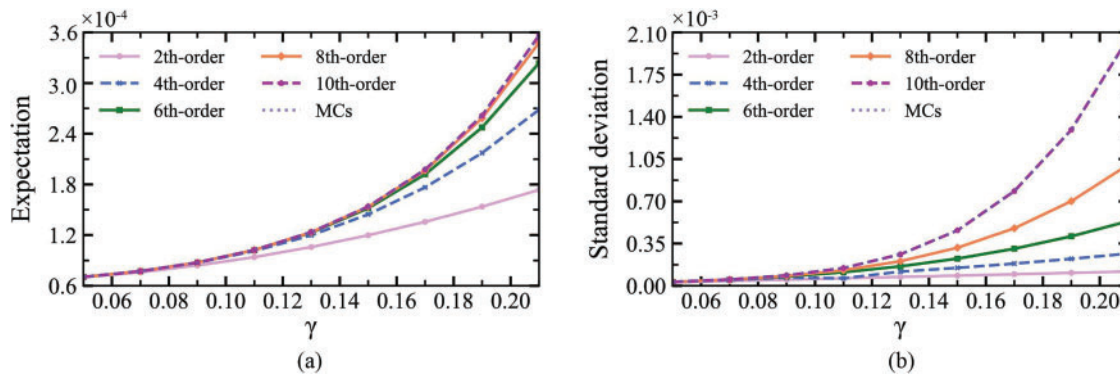 ×10⁻⁴
3.6
3.0
2.4
1.8
1.2
0.6
Expectation
2th-order
4th-order
6th-order
8th-order
10th-order
MCs
0.06 0.08 0.10 0.12 0.14 0.16 0.18 0.20
γ
(a)
×10⁻³
2.10
1.75
1.40
1.05
0.70
0.35
0.00
Standard deviation
2th-order
4th-order
6th-order
8th-order
10th-order
MCs
0.06 0.08 0.10 0.12 0.14 0.16 0.18 0.20
γ
(b)